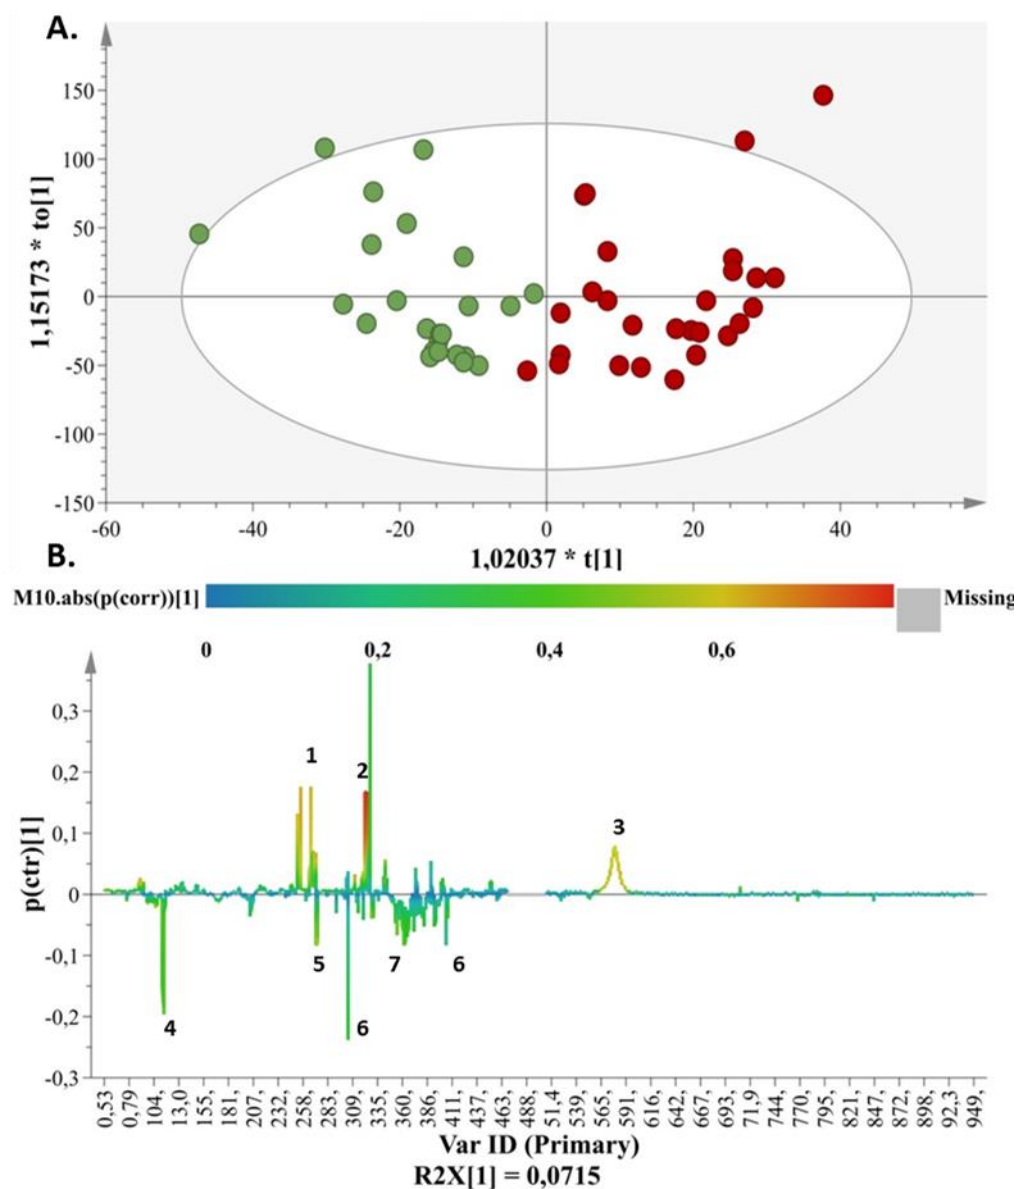 A.
150
100
50
0
-50
-100
-150
1,15173 * to[1]
-60 -40 -20 0 20 40
1,02037 * t[1]
B.
M10.abs(p(corr))[1] Missing
0 0,2 0,4 0,6
0,3
0,2
0,1
0
-0,1
-0,2
-0,3
p(ctr)[1]
1 2 3
5 7 6
4 6
0,53 0,79 104, 13,0 155, 181, 207, 232, 258, 283, 309, 335, 360, 386, 411, 437, 463, 488, 51,4 539, 565, 591, 616, 642, 667, 693, 71,9 744, 770, 795, 821, 847, 872, 898, 92,3 949,
Var ID (Primary)
R2X[1] = 0,0715